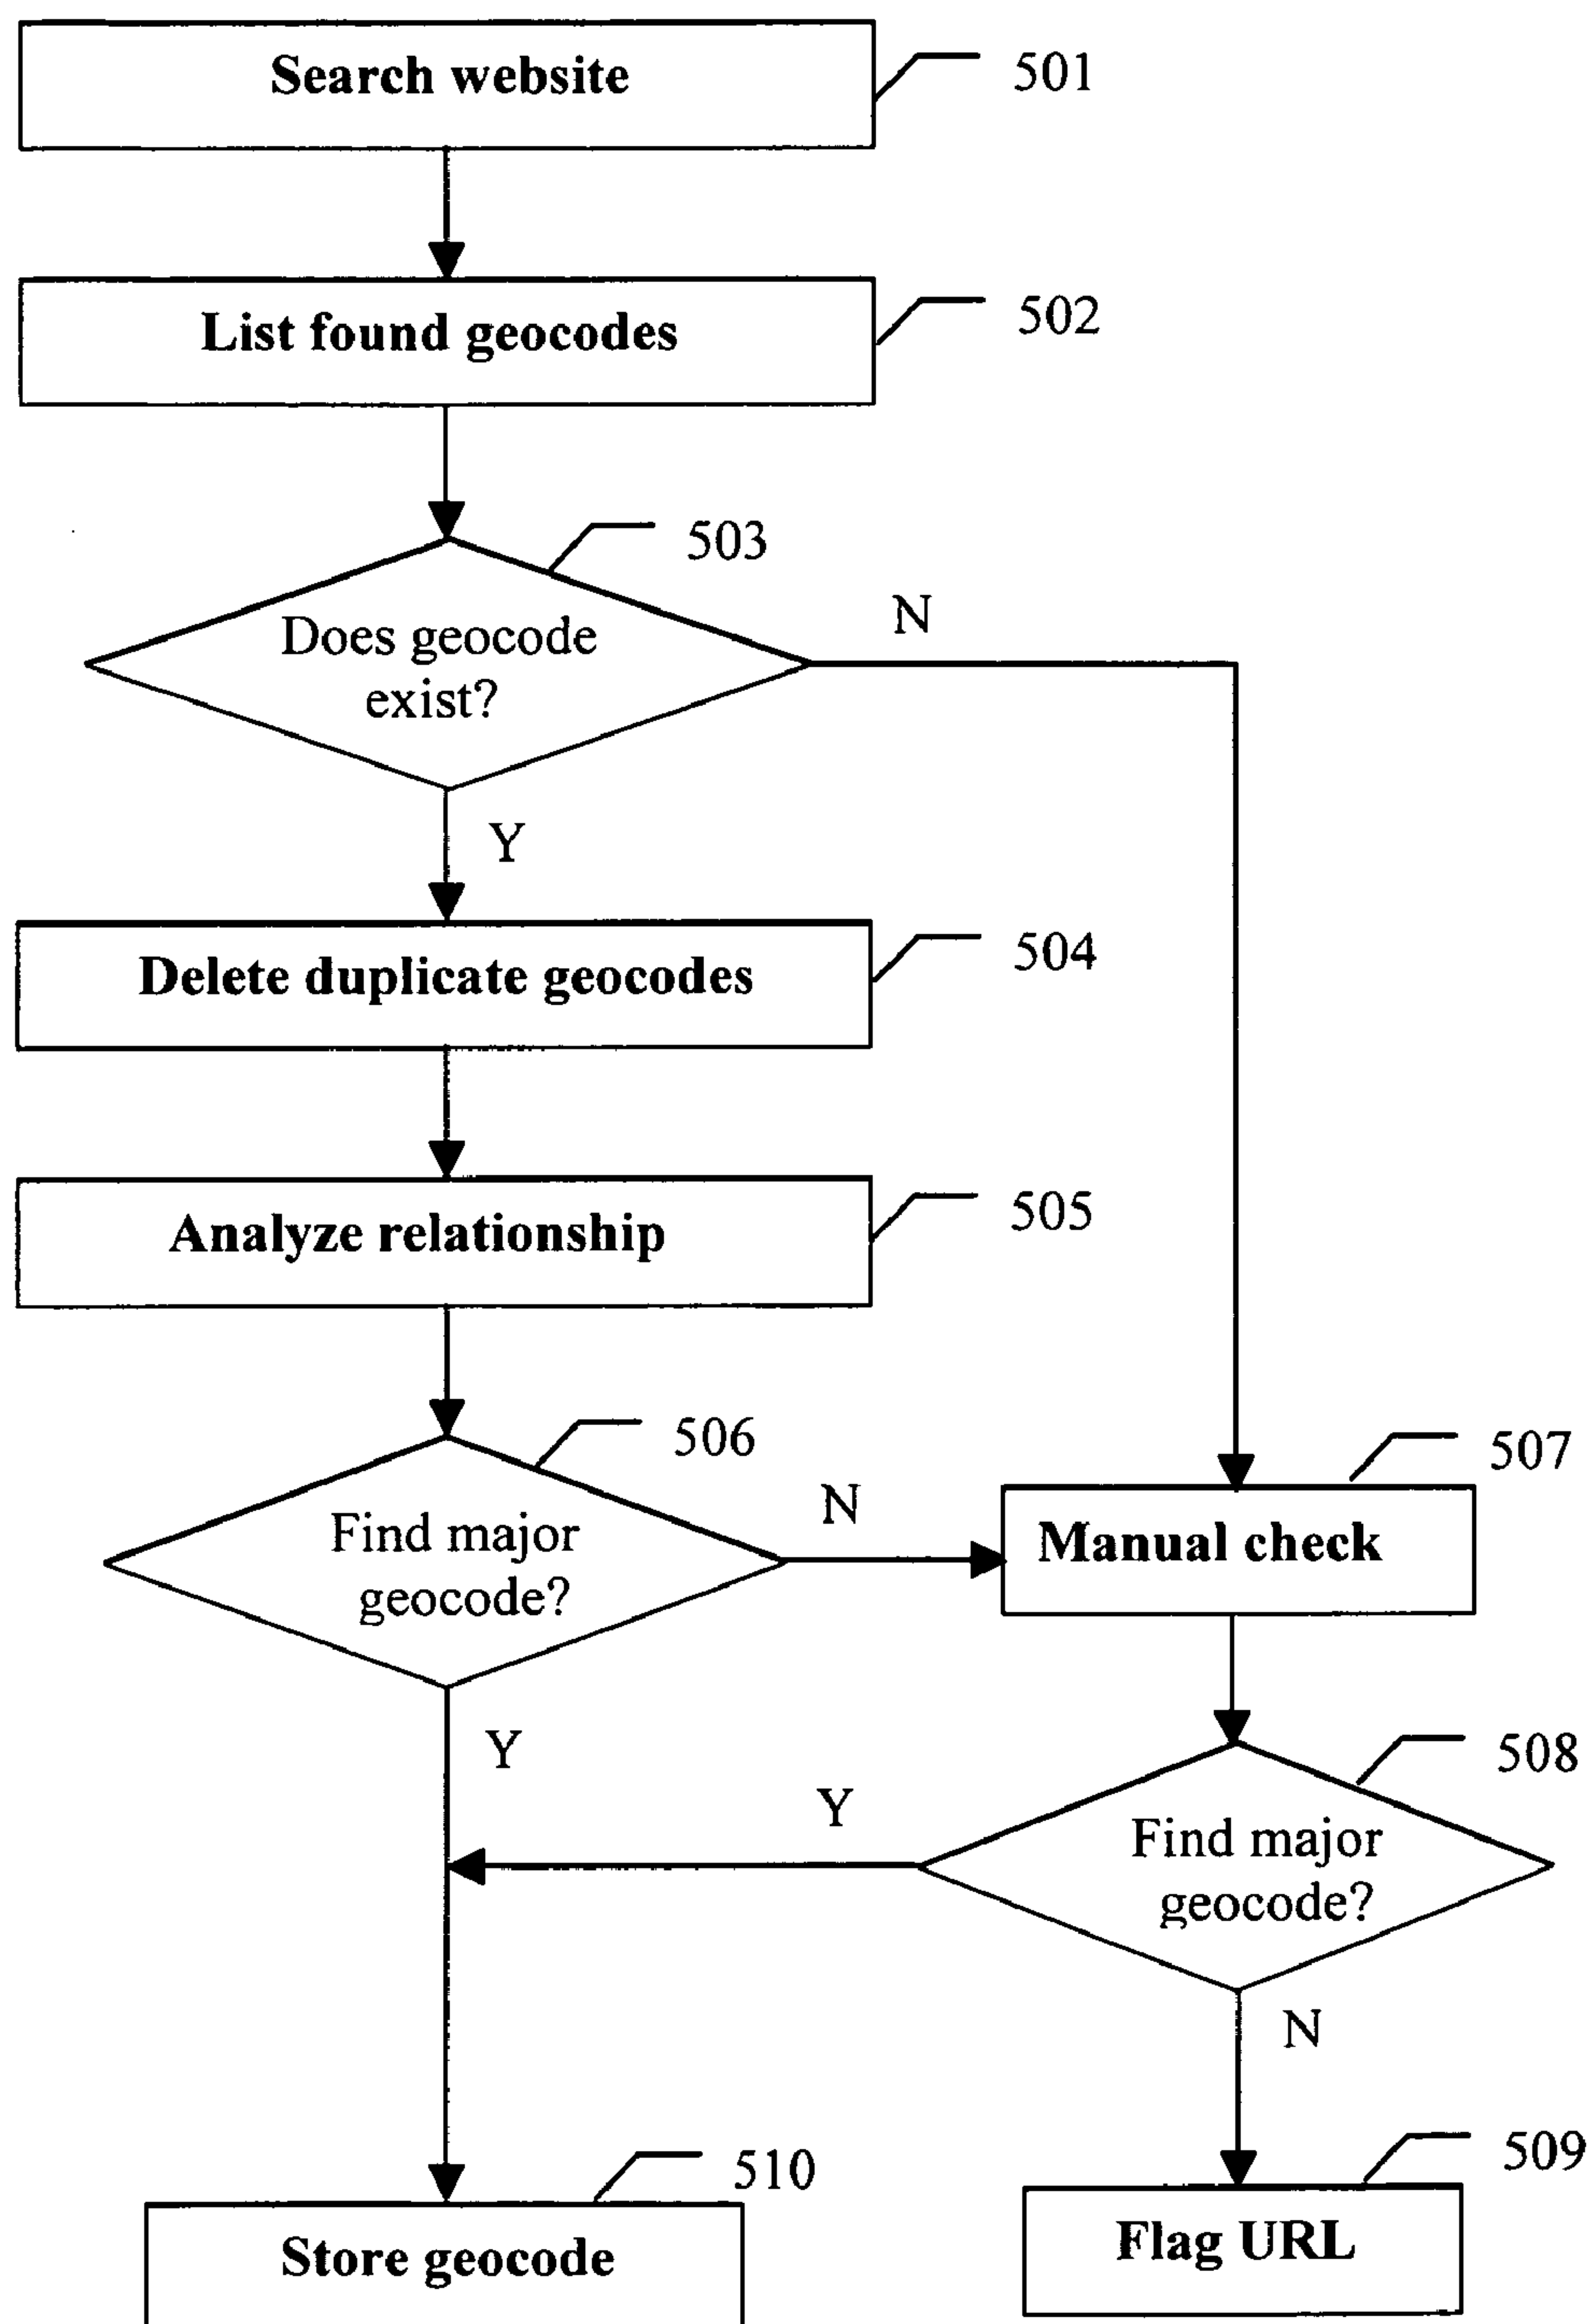 Search website
501
List found geocodes
502
503
Does geocode
exist?
N
Y
Delete duplicate geocodes
504
Analyze relationship
505
506
Find major
geocode?
N
507
Manual check
Y
508
Y
Find major
geocode?
N
510
Store geocode
509
Flag URL